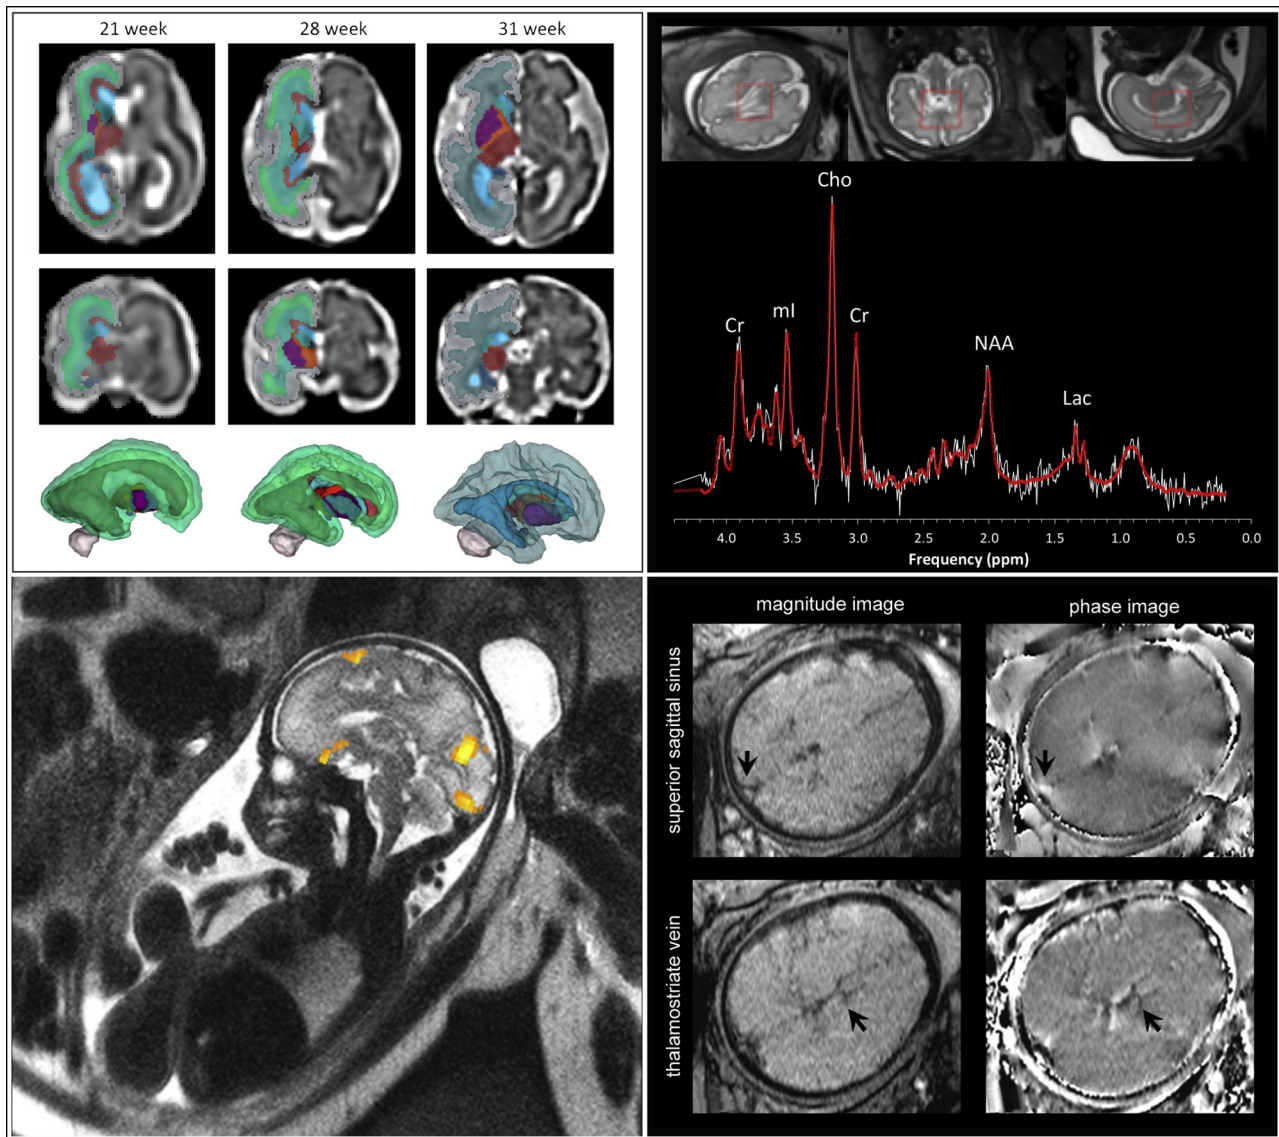 21 week
28 week
31 week
Cho
Cr
mI
Cr
NAA
Lac
4.0 3.5 3.0 2.5 2.0 1.5 1.0 0.5 0.0
Frequency (ppm)
magnitude image
phase image
superior sagittal sinus
thalamostriate vein